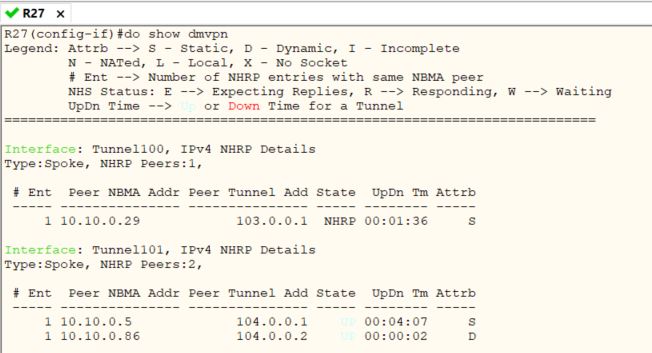 R27 ×
R27(config-if)#do show dmvpn
Legend: Attrb --> S - Static, D - Dynamic, I - Incomplete
        N - NATed, L - Local, X - No Socket
        # Ent --> Number of NHRP entries with same NBMA peer
        NHS Status: E --> Expecting Replies, R --> Responding, W --> Waiting
        UpDn Time --> Up or Down Time for a Tunnel
==========================================================================

Interface: Tunnel100, IPv4 NHRP Details
Type:Spoke, NHRP Peers:1,

 # Ent  Peer NBMA Addr Peer Tunnel Add State  UpDn Tm Attrb
 ----- --------------- --------------- ----- -------- -----
     1 10.10.0.29            103.0.0.1  NHRP 00:01:36     S

Interface: Tunnel101, IPv4 NHRP Details
Type:Spoke, NHRP Peers:2,

 # Ent  Peer NBMA Addr Peer Tunnel Add State  UpDn Tm Attrb
 ----- --------------- --------------- ----- -------- -----
     1 10.10.0.5             104.0.0.1    UP 00:04:07     S
     1 10.10.0.86            104.0.0.2    UP 00:00:02     D